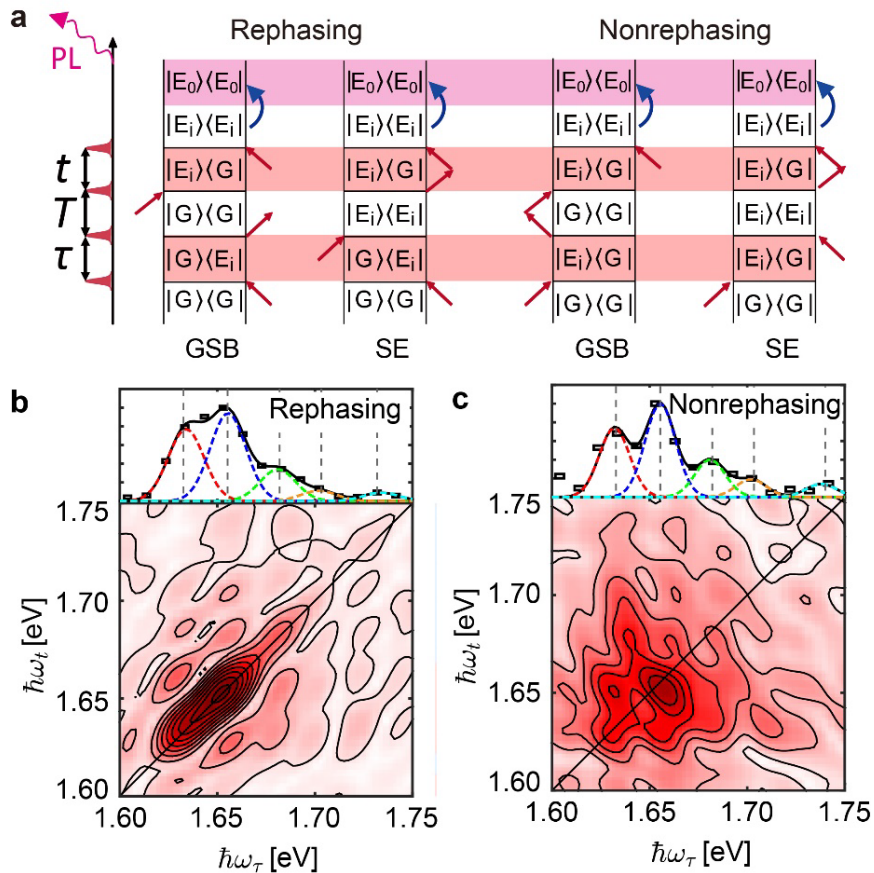 a
Rephasing Nonrephasing
PL
|E₀⟩⟨E₀| |E₀⟩⟨E₀| |E₀⟩⟨E₀| |E₀⟩⟨E₀|
|Eᵢ⟩⟨Eᵢ| |Eᵢ⟩⟨Eᵢ| |Eᵢ⟩⟨Eᵢ| |Eᵢ⟩⟨Eᵢ|
t |Eᵢ⟩⟨G| |Eᵢ⟩⟨G| |Eᵢ⟩⟨G| |Eᵢ⟩⟨G|
T |G⟩⟨G| |Eᵢ⟩⟨Eᵢ| |G⟩⟨G| |Eᵢ⟩⟨Eᵢ|
τ |G⟩⟨Eᵢ| |G⟩⟨Eᵢ| |Eᵢ⟩⟨G| |Eᵢ⟩⟨G|
|G⟩⟨G| |G⟩⟨G| |G⟩⟨G| |G⟩⟨G|
GSB SE GSB SE
b
Rephasing
1.75
1.70
1.65
1.60
ℏωₜ [eV]
1.60 1.65 1.70 1.75
ℏω_τ [eV]
c
Nonrephasing
1.75
1.70
1.65
1.60
ℏωₜ [eV]
1.60 1.65 1.70 1.75
ℏω_τ [eV]